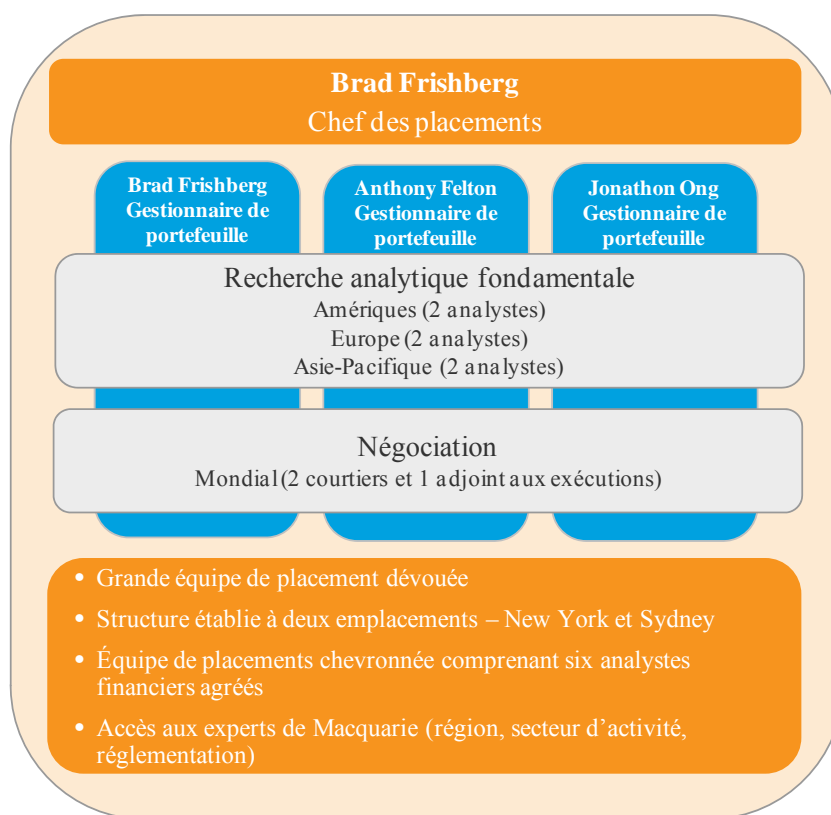 Brad Frishberg
Chef des placements
Brad Frishberg
Gestionnaire de
portefeuille
Anthony Felton
Gestionnaire de
portefeuille
Jonathon Ong
Gestionnaire de
portefeuille
Recherche analytique fondamentale
Amériques (2 analystes)
Europe (2 analystes)
Asie-Pacifique (2 analystes)
Négociation
Mondial (2 courtiers et 1 adjoint aux exécutions)
• Grande équipe de placement dévouée
• Structure établie à deux emplacements – New York et Sydney
• Équipe de placements chevronnée comprenant six analystes
financiers agréés
• Accès aux experts de Macquarie (région, secteur d’activité,
réglementation)